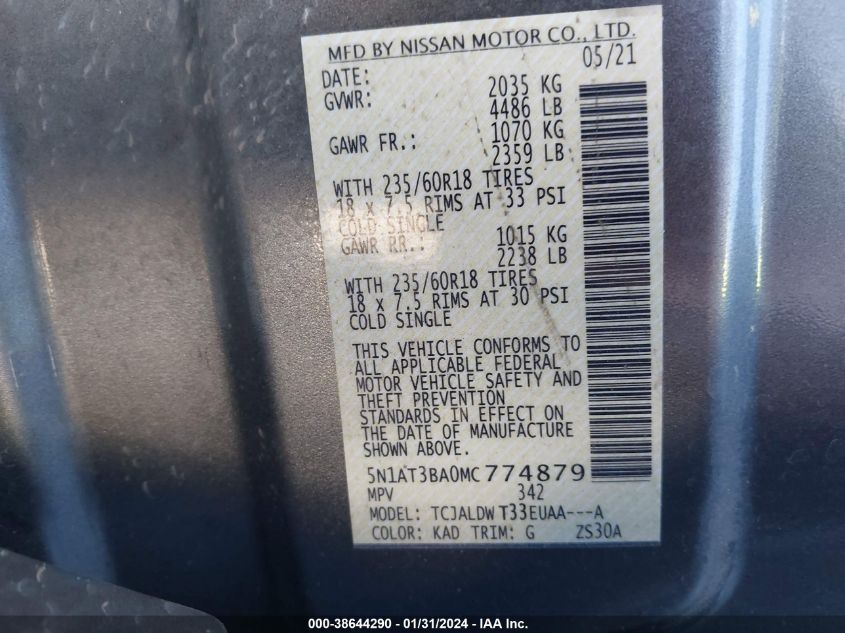 MFD BY NISSAN MOTOR CO., LTD.
DATE: 05/21
GVWR: 2035 KG
4486 LB
GAWR FR.: 1070 KG
2359 LB
WITH 235/60R18 TIRES
18 x 7.5 RIMS AT 33 PSI
COLD SINGLE
GAWR RR.: 1015 KG
2238 LB
WITH 235/60R18 TIRES
18 x 7.5 RIMS AT 30 PSI
COLD SINGLE
THIS VEHICLE CONFORMS TO
ALL APPLICABLE FEDERAL
MOTOR VEHICLE SAFETY AND
THEFT PREVENTION
STANDARDS IN EFFECT ON
THE DATE OF MANUFACTURE
SHOWN ABOVE.
5N1AT3BA0MC774879
MPV 342
MODEL: TCJALDW T33EUAA---A
COLOR: KAD TRIM: G ZS30A
000-38644290 - 01/31/2024 - IAA Inc.